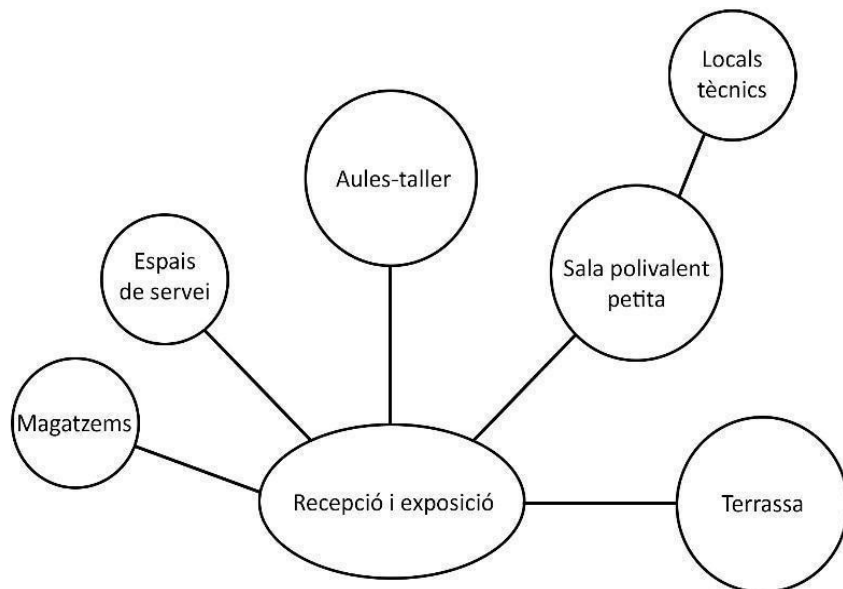 Locals
tècnics
Aules-taller
Espais
de servei
Sala polivalent
petita
Magatzems
Recepció i exposició
Terrassa